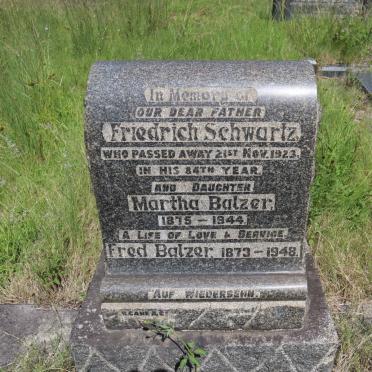 In Memory of
OUR DEAR FATHER
Friedrich Schwartz
WHO PASSED AWAY 21ST NOV. 1923.
IN HIS 84TH YEAR.
AND DAUGHTER
Martha Balzer
1875 - 1944.
A LIFE OF LOVE & SERVICE.
Fred Balzer 1873 - 1948.
AUF WIEDERSEHN.